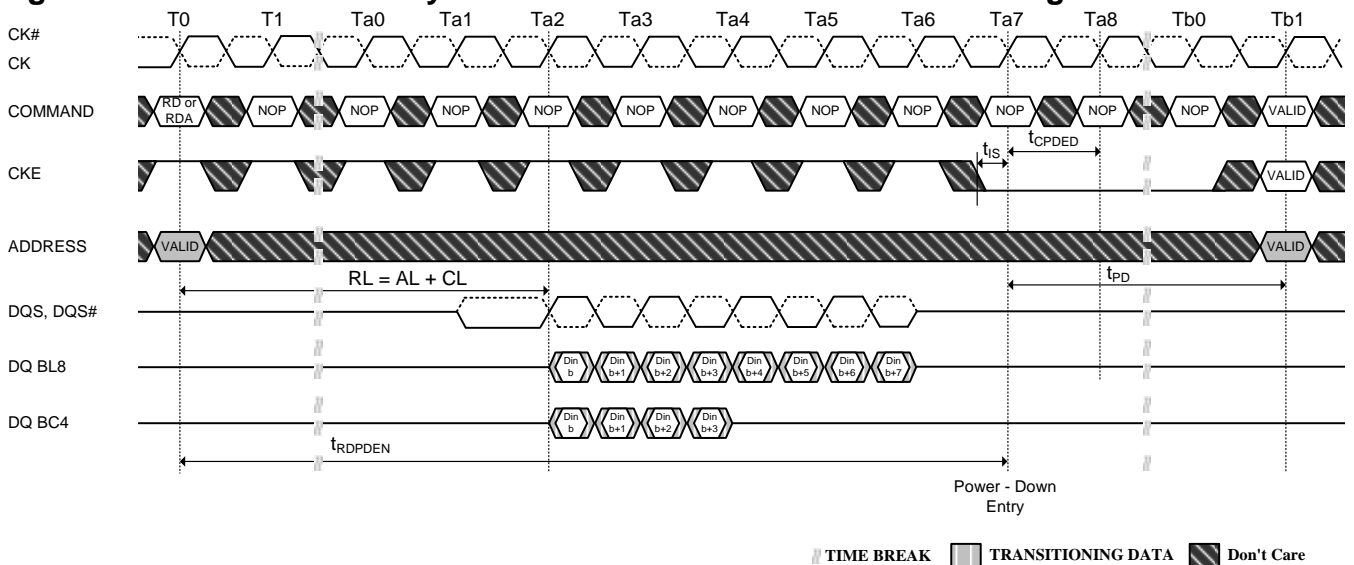 T0 T1 Ta0 Ta1 Ta2 Ta3 Ta4 Ta5 Ta6 Ta7 Ta8 Tb0 Tb1
CK#
CK
COMMAND RD or RDA NOP NOP NOP NOP NOP NOP NOP NOP NOP NOP NOP VALID
tIS tCPDED
CKE VALID
ADDRESS VALID VALID
RL = AL + CL tPD
DQS, DQS#
DQ BL8 Din b Din b+1 Din b+2 Din b+3 Din b+4 Din b+5 Din b+6 Din b+7
DQ BC4 Din b Din b+1 Din b+2 Din b+3
tRDPDEN
Power - Down
Entry
TIME BREAK TRANSITIONING DATA Don't Care